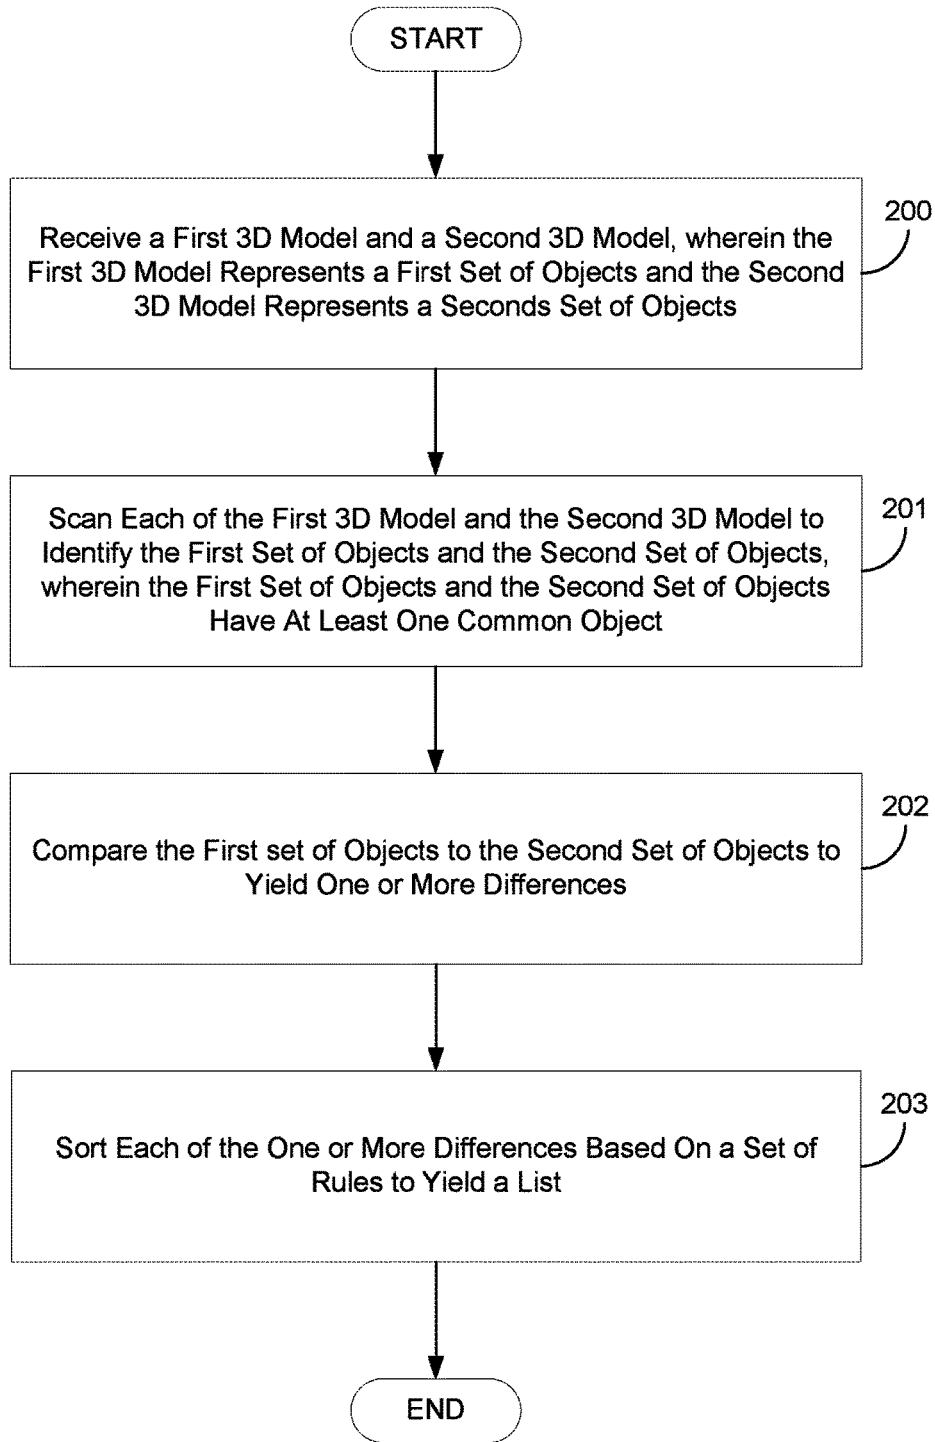 START
200
Receive a First 3D Model and a Second 3D Model, wherein the
First 3D Model Represents a First Set of Objects and the Second
3D Model Represents a Seconds Set of Objects
201
Scan Each of the First 3D Model and the Second 3D Model to
Identify the First Set of Objects and the Second Set of Objects,
wherein the First Set of Objects and the Second Set of Objects
Have At Least One Common Object
202
Compare the First set of Objects to the Second Set of Objects to
Yield One or More Differences
203
Sort Each of the One or More Differences Based On a Set of
Rules to Yield a List
END